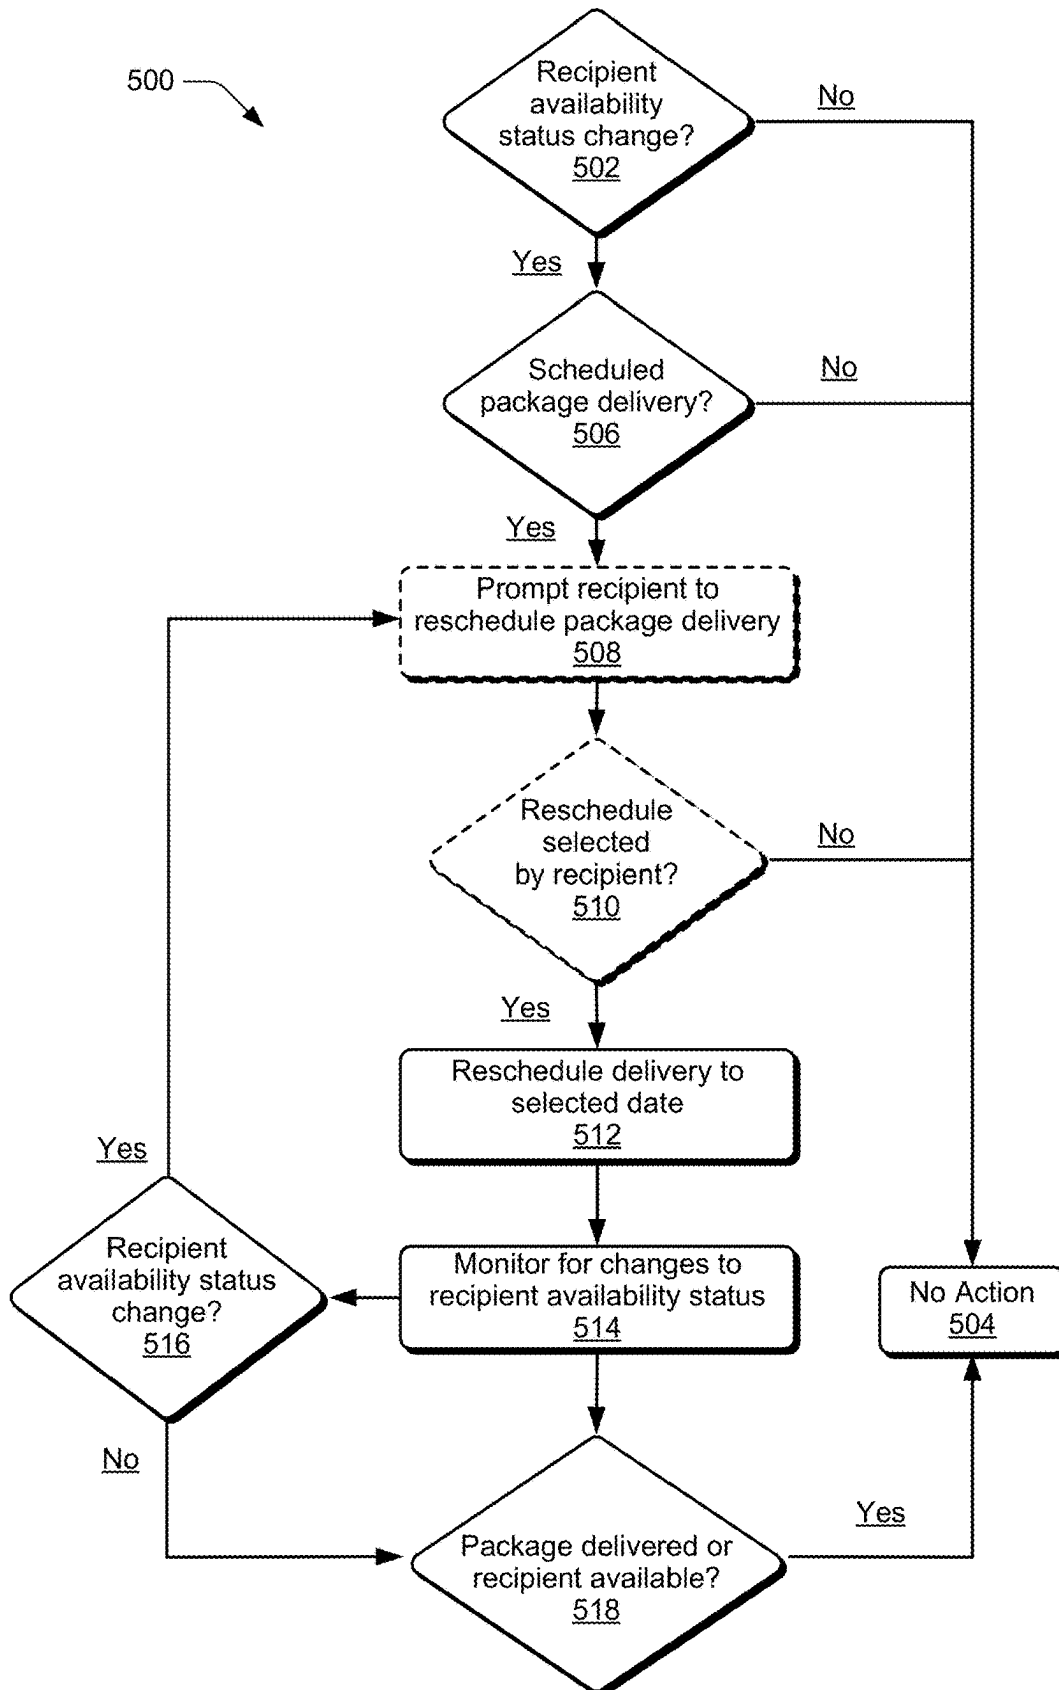 500
Recipient
availability
status change?
502
No
Yes
Scheduled
package delivery?
506
No
Yes
Prompt recipient to
reschedule package delivery
508
Reschedule
selected
by recipient?
510
No
Yes
Reschedule delivery to
selected date
512
Yes
Recipient
availability status
change?
516
Monitor for changes to
recipient availability status
514
No Action
504
No
Package delivered or
recipient available?
518
Yes